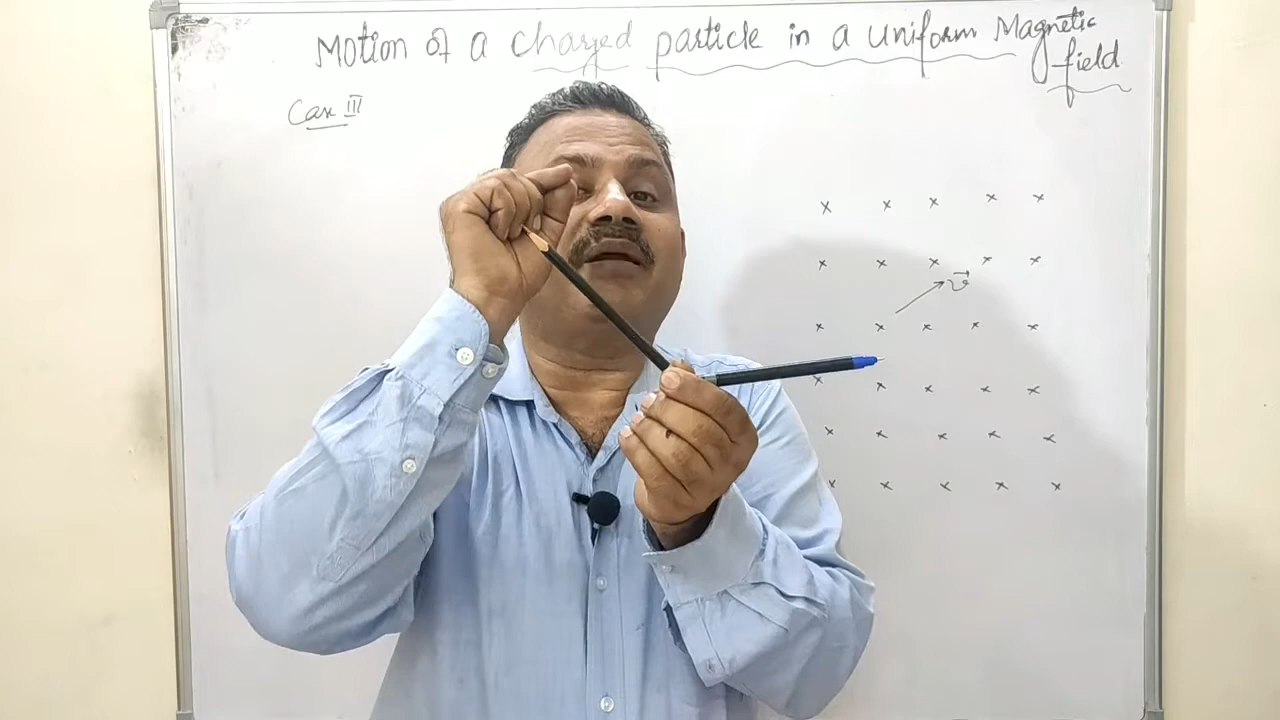 Motion of a charged particle in a uniform Magnetic
field
Case III
x x x x x
x x x x x
v⃗
x x x x x
x x x x x
x x x x x
x x x x x